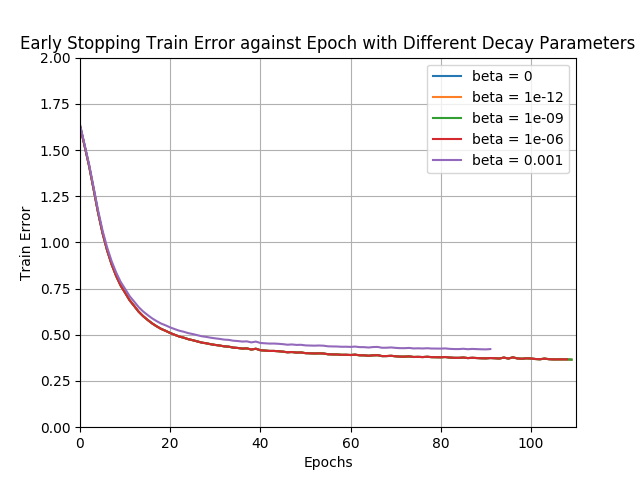 Early Stopping Train Error against Epoch with Different Decay Parameters
2.00
1.75
1.50
1.25
1.00
0.75
0.50
0.25
0.00
Train Error
beta = 0
beta = 1e-12
beta = 1e-09
beta = 1e-06
beta = 0.001
0 20 40 60 80 100
Epochs